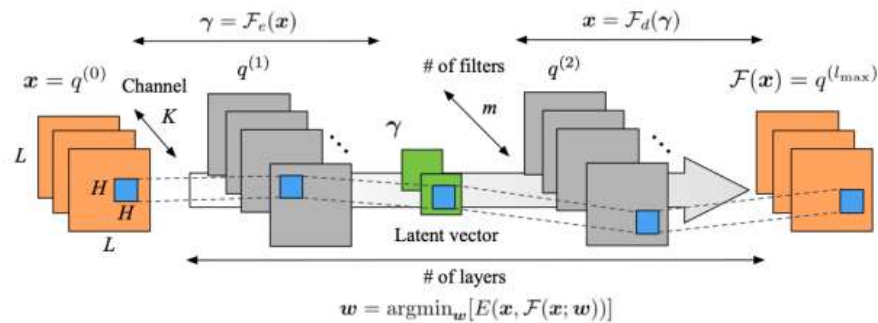 γ = F_e(x)
x = F_d(γ)
x = q^(0)
Channel
K
q^(1)
# of filters
m
q^(2)
F(x) = q^(l_max)
L
H
H
L
γ
Latent vector
# of layers
w = argmin_w[E(x, F(x; w))]